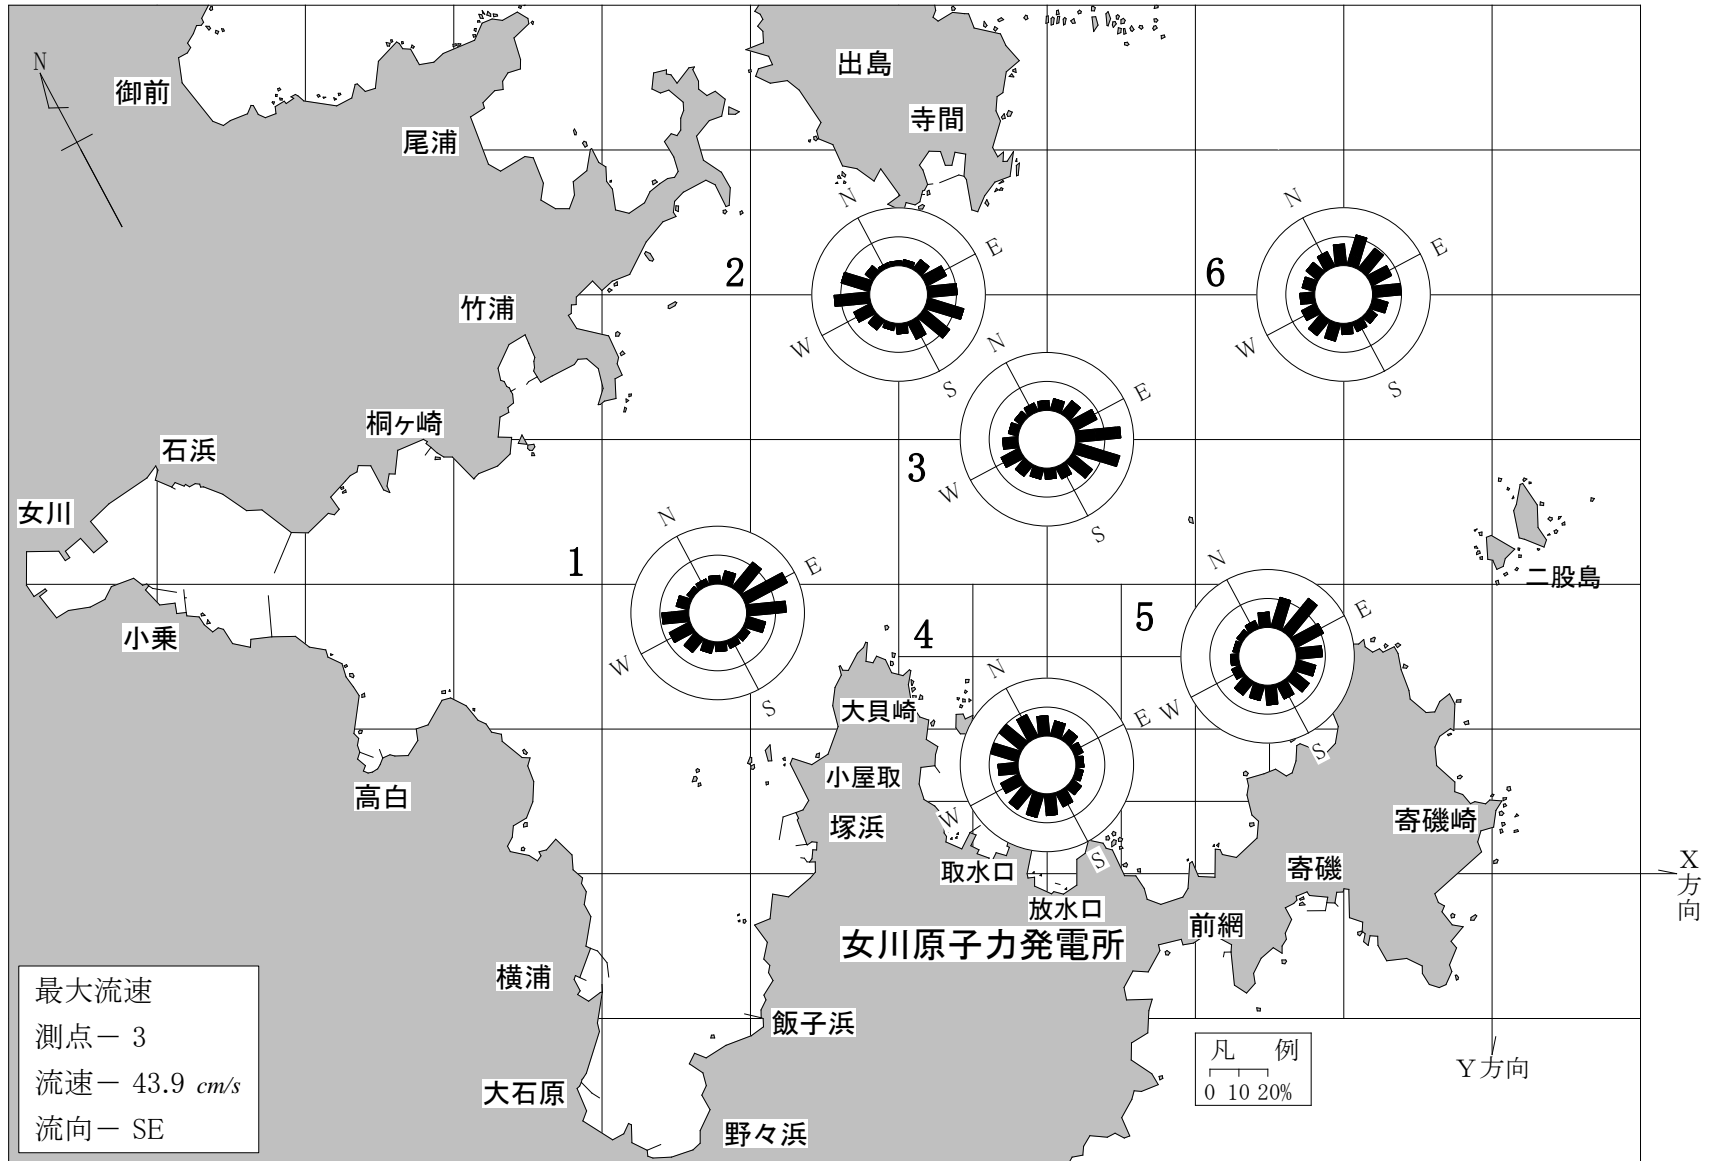 出島
N
御前
寺間
尾浦
N
N
E
E
2
6
竹浦
W
W
N
S
S
E
桐ヶ崎
石浜
3
W
女川
N
S
1
E
N
二股島
小乗
4
5
E
W
N
S
大貝崎
E
W
S
小屋取
高白
塚浜
W
寄磯崎
S
取水口
寄磯
X方向
放水口
前網
女川原子力発電所
横浦
最大流速
測点－ 3
流速－ 43.9 cm/s
流向－ SE
飯子浜
凡 例
0 10 20%
Y方向
大石原
野々浜